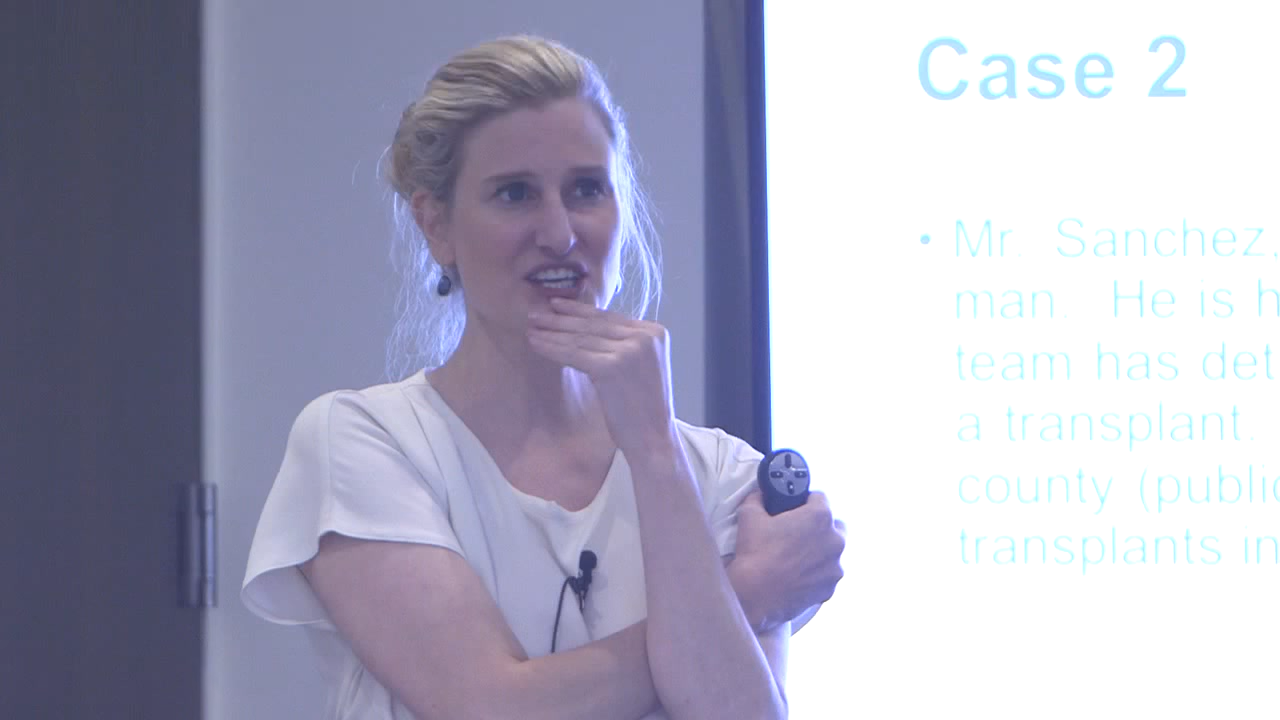 Case 2
• Mr. Sanchez,
man. He is h
team has det
a transplant.
county (public
transplants in